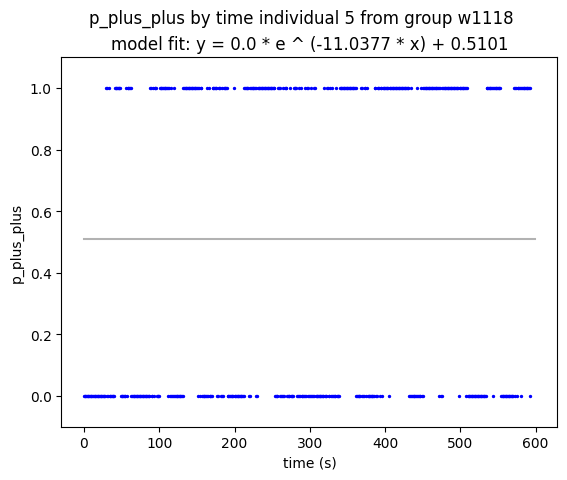 p_plus_plus by time individual 5 from group w1118
model fit: y = 0.0 * e ^ (-11.0377 * x) + 0.5101
1.0
0.8
0.6
0.4
0.2
0.0
p_plus_plus
0 100 200 300 400 500 600
time (s)